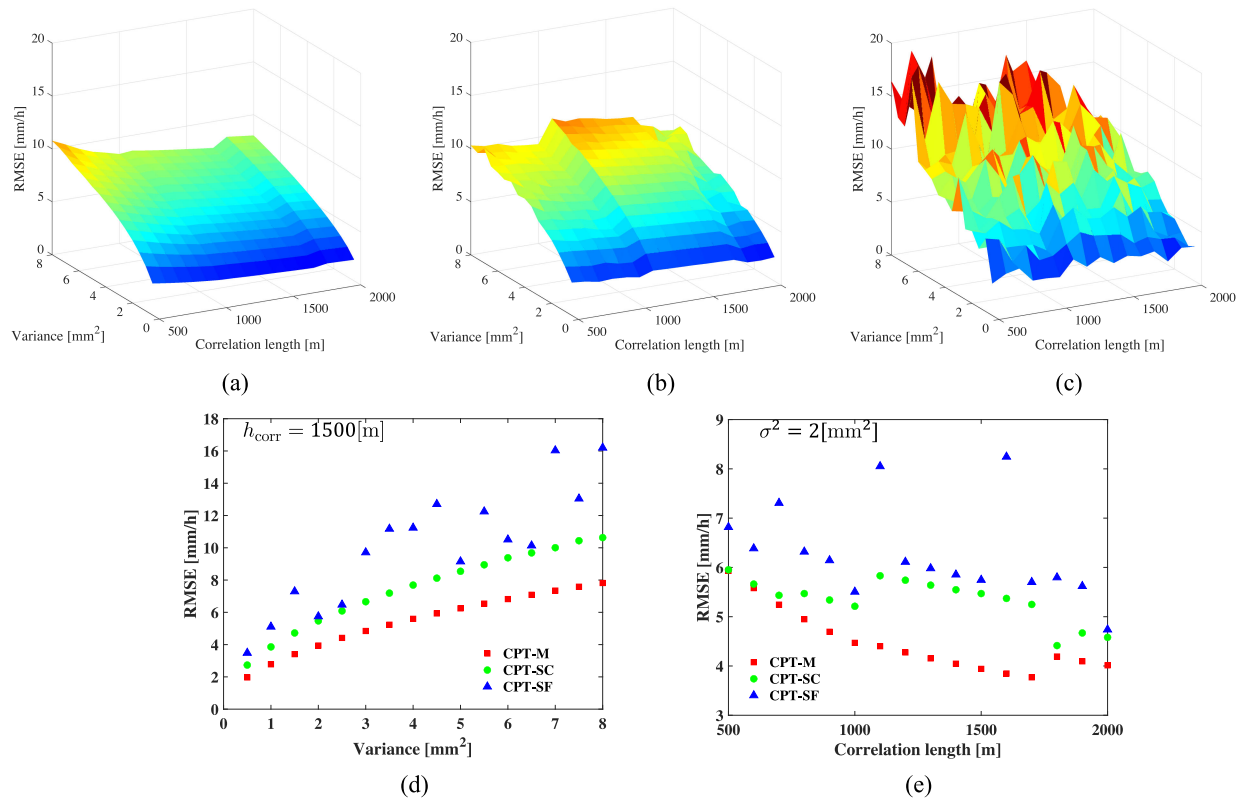 20
15
10
5
0
RMSE [mm/h]
8
6
4
2
0
Variance [mm²]
500
1000
1500
2000
Correlation length [m]
(a)
20
15
10
5
0
RMSE [mm/h]
8
6
4
2
0
Variance [mm²]
500
1000
1500
2000
Correlation length [m]
(b)
20
15
10
5
0
RMSE [mm/h]
8
6
4
2
0
Variance [mm²]
500
1000
1500
2000
Correlation length [m]
(c)
h_corr = 1500[m]
18
16
14
12
10
8
6
4
2
0
RMSE [mm/h]
CPT-M
CPT-SC
CPT-SF
0 1 2 3 4 5 6 7 8
Variance [mm²]
(d)
σ² = 2[mm²]
9
8
7
6
5
4
3
RMSE [mm/h]
CPT-M
CPT-SC
CPT-SF
500 1000 1500 2000
Correlation length [m]
(e)